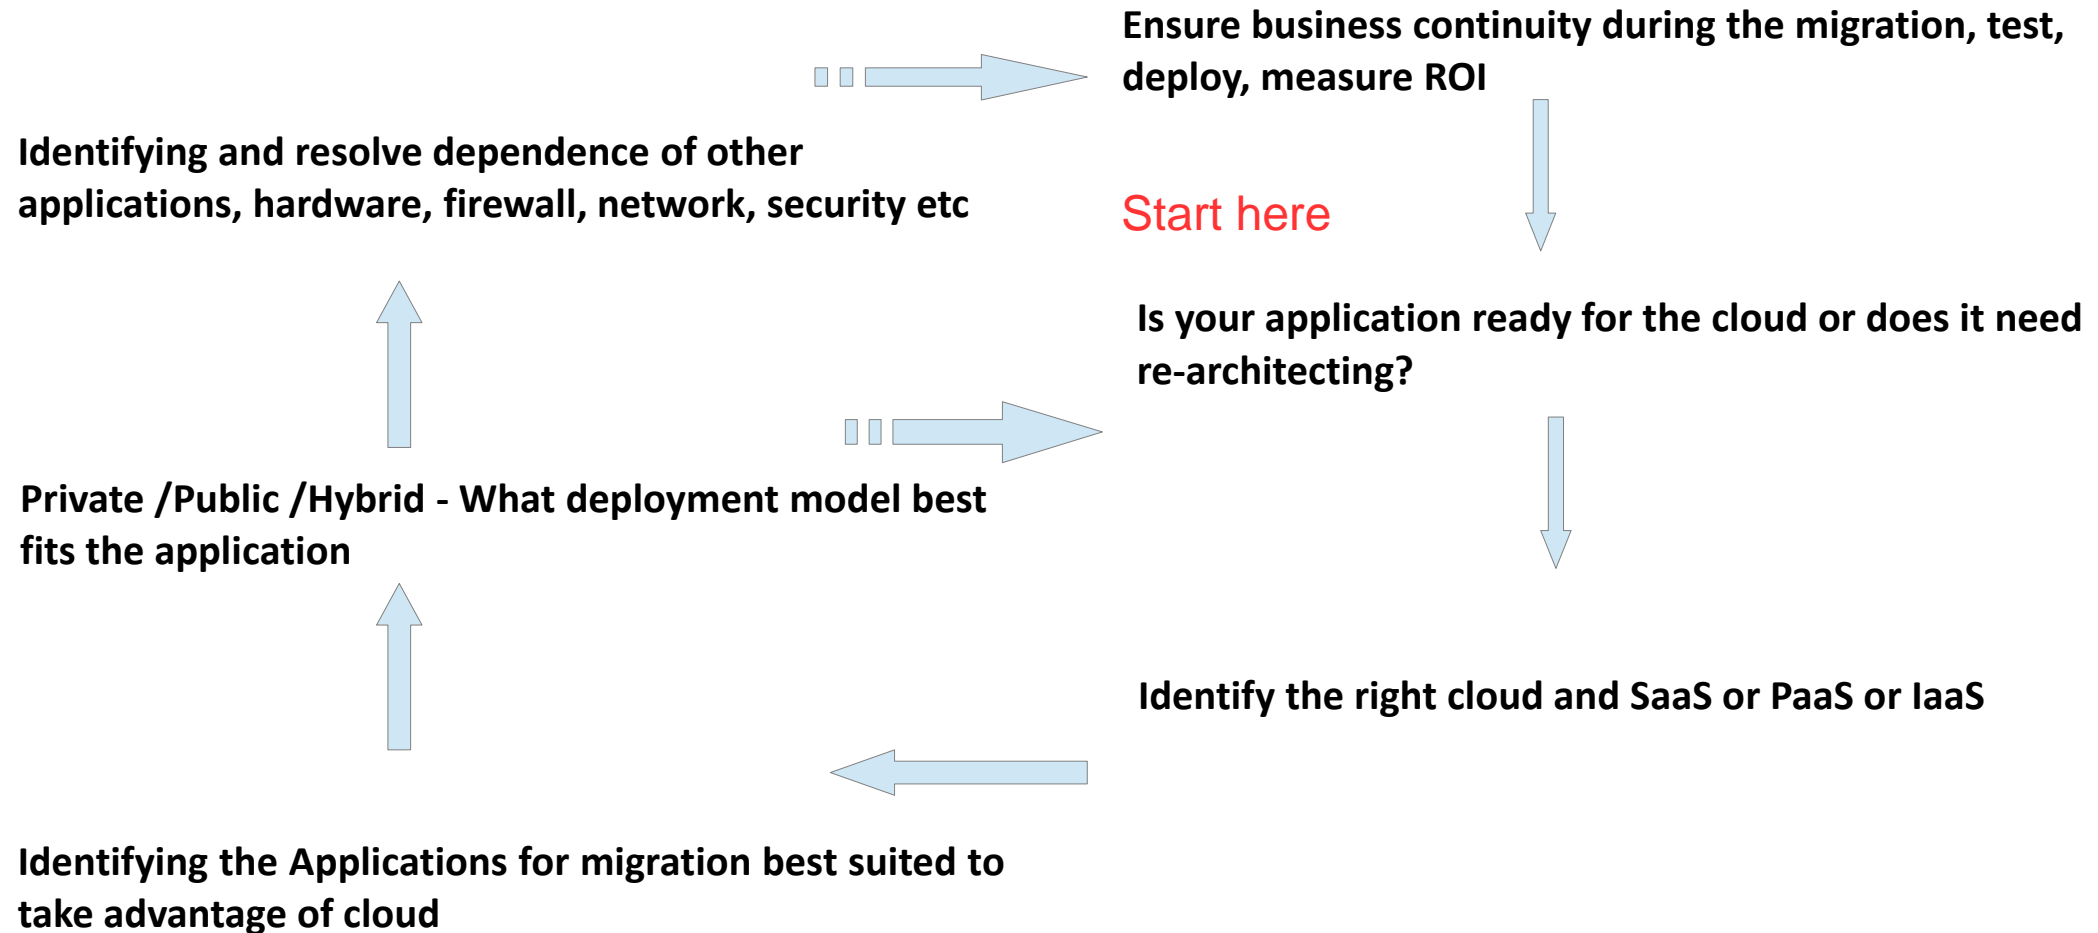 Ensure business continuity during the migration, test,
deploy, measure ROI
Identifying and resolve dependence of other
applications, hardware, firewall, network, security etc
Start here
Is your application ready for the cloud or does it need
re-architecting?
Private /Public /Hybrid - What deployment model best
fits the application
Identify the right cloud and SaaS or PaaS or IaaS
Identifying the Applications for migration best suited to
take advantage of cloud